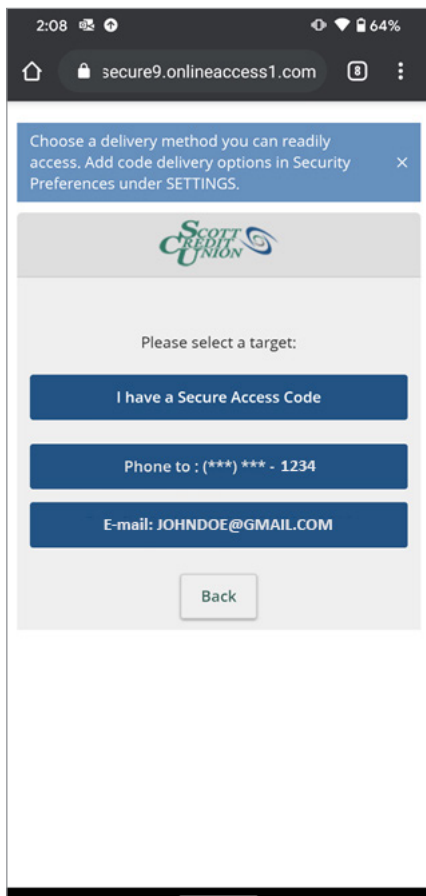 2:08 64%
secure9.onlineaccess1.com 8
Choose a delivery method you can readily
access. Add code delivery options in Security
Preferences under SETTINGS.
SCOTT
CREDIT
UNION
Please select a target:
I have a Secure Access Code
Phone to : (***) *** - 1234
E-mail: JOHNDOE@GMAIL.COM
Back